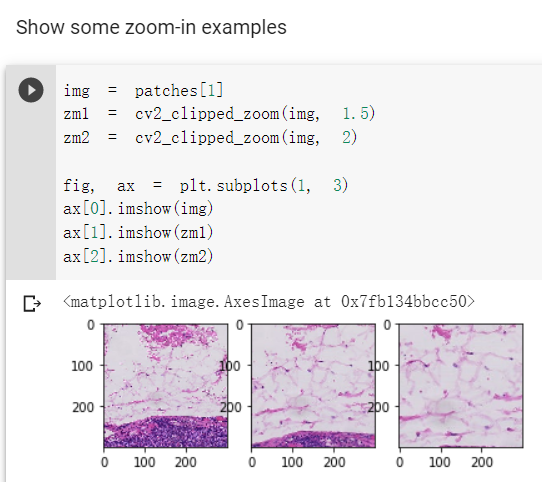 Show some zoom-in examples
img = patches[1]
zm1 = cv2_clipped_zoom(img, 1.5)
zm2 = cv2_clipped_zoom(img, 2)
fig, ax = plt.subplots(1, 3)
ax[0].imshow(img)
ax[1].imshow(zm1)
ax[2].imshow(zm2)
<matplotlib.image.AxesImage at 0x7fb134bbcc50>
0 0 0
100 100 100
200 200 200
0 100 200 0 100 200 0 100 200